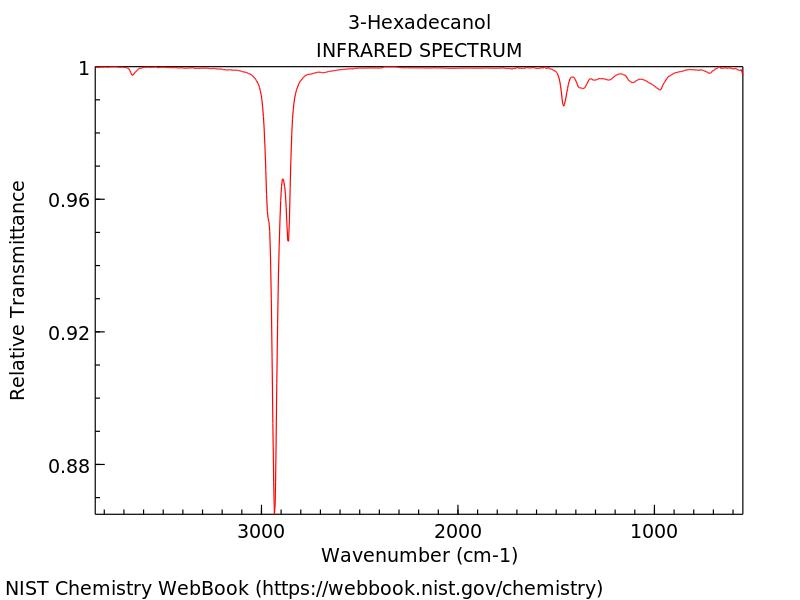 3-Hexadecanol
INFRARED SPECTRUM
1
0.96
0.92
0.88
Relative Transmittance
3000 2000 1000
Wavenumber (cm-1)
NIST Chemistry WebBook (https://webbook.nist.gov/chemistry)